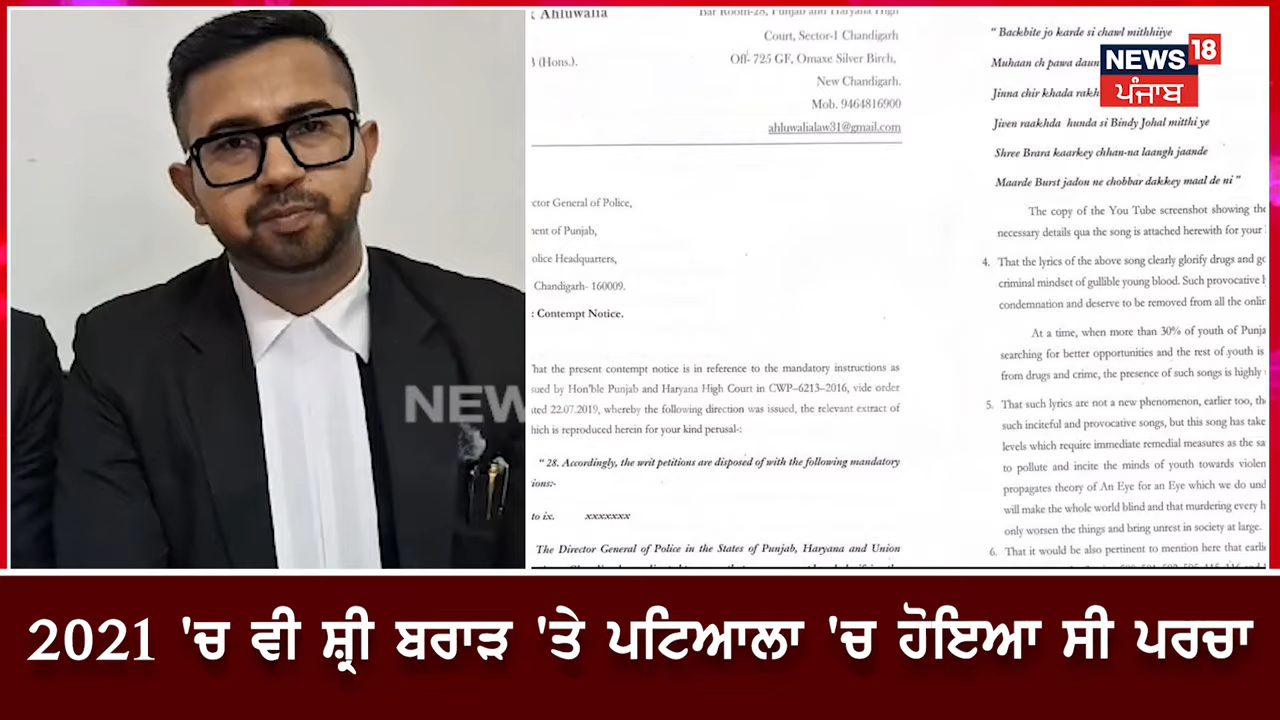 Ahluwalia
Bar Room-28, Punjab and Haryana High
Court, Sector-1 Chandigarh
(Hons.).
Off- 725 GF, Omaxe Silver Birch,
New Chandigarh.
Mob. 9464816900
ahluwalialaw31@gmail.com
ctor General of Police,
ent of Punjab,
olice Headquarters,
Chandigarh- 160009.
: Contempt Notice.
hat the present contempt notice is in reference to the mandatory instructions as
sued by Hon'ble Punjab and Haryana High Court in CWP–6213–2016, vide order
ated 22.07.2019, whereby the following direction was issued, the relevant extract of
hich is reproduced herein for your kind perusal-:
" 28. Accordingly, the writ petitions are disposed of with the following mandatory
ions:-
to ix. xxxxxxx
The Director General of Police in the States of Punjab, Haryana and Union
" Backbite jo karde si chawl mithhiiye
Muhaan ch pawa daun
Jinna chir khada rakh
Jiven raakhda hunda si Bindy Johal mitthi ye
Shree Brara kaarkey chhan-na laangh jaande
Maarde Burst jadon ne chobbar dakkey maal de ni "
The copy of the You Tube screenshot showing the
necessary details qua the song is attached herewith for your
4. That the lyrics of the above song clearly glorify drugs and go
criminal mindset of gullible young blood. Such provocative
condemnation and deserve to be removed from all the onlin
At a time, when more than 30% of youth of Punja
searching for better opportunities and the rest of youth is
from drugs and crime, the presence of such songs is highly
5. That such lyrics are not a new phenomenon, earlier too, the
such inciteful and provocative songs, but this song has take
levels which require immediate remedial measures as the sa
to pollute and incite the minds of youth towards violen
propagates theory of An Eye for an Eye which we do und
will make the whole world blind and that murdering every h
only worsen the things and bring unrest in society at large.
6. That it would be also pertinent to mention here that earli
NEWS 18
ਪੰਜਾਬ
NEW
2021 'ਚ ਵੀ ਸ਼੍ਰੀ ਬਰਾੜ 'ਤੇ ਪਟਿਆਲਾ 'ਚ ਹੋਇਆ ਸੀ ਪਰਚਾ